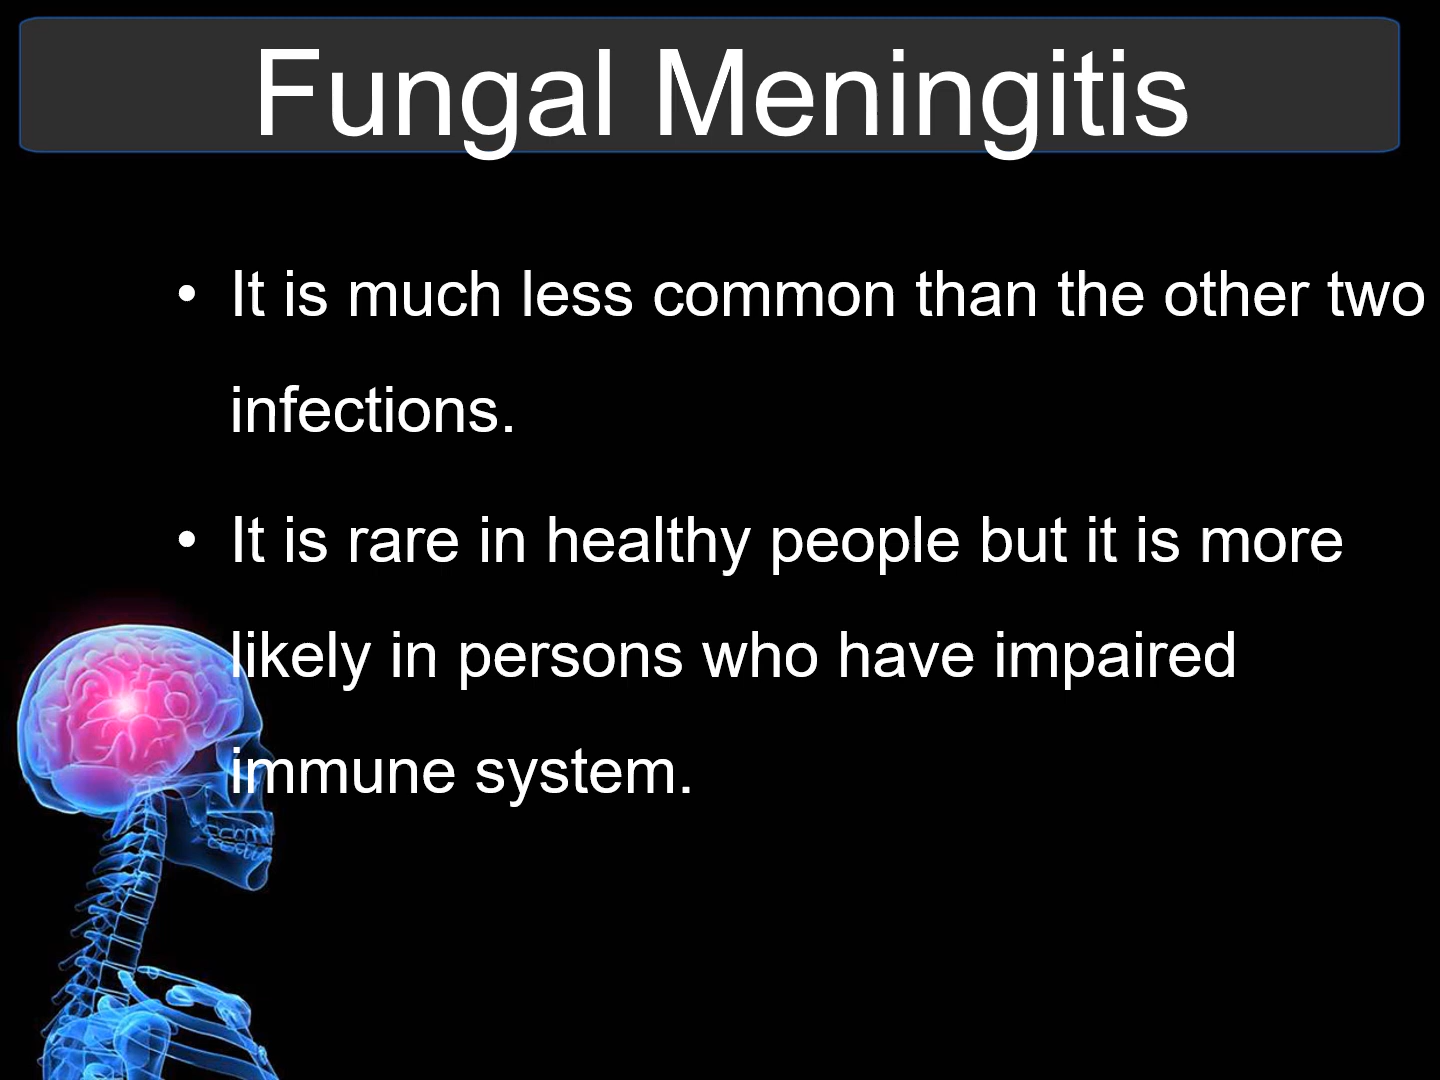 Fungal Meningitis
• It is much less common than the other two
infections.
• It is rare in healthy people but it is more
likely in persons who have impaired
immune system.